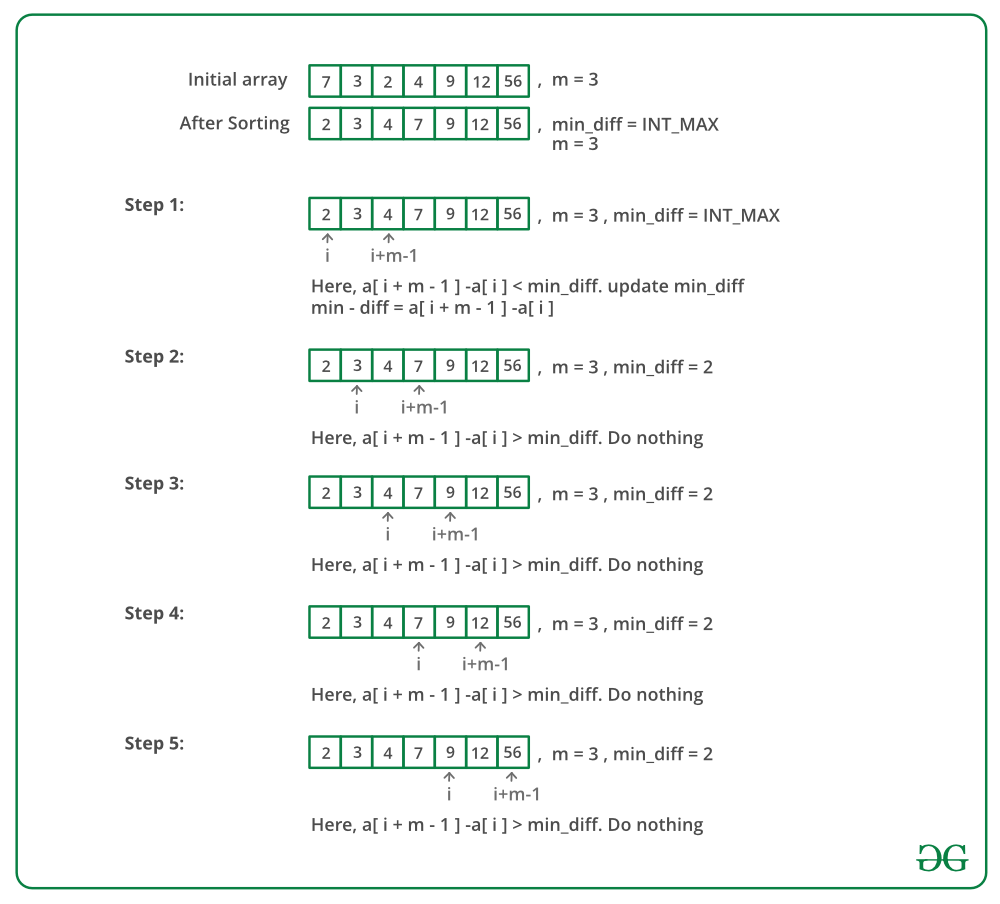 Initial array 7 3 2 4 9 12 56 , m = 3
After Sorting 2 3 4 7 9 12 56 , min_diff = INT_MAX
m = 3
Step 1: 2 3 4 7 9 12 56 , m = 3 , min_diff = INT_MAX
i i+m-1
Here, a[ i + m - 1 ] -a[ i ] < min_diff. update min_diff
min - diff = a[ i + m - 1 ] -a[ i ]
Step 2: 2 3 4 7 9 12 56 , m = 3 , min_diff = 2
i i+m-1
Here, a[ i + m - 1 ] -a[ i ] > min_diff. Do nothing
Step 3: 2 3 4 7 9 12 56 , m = 3 , min_diff = 2
i i+m-1
Here, a[ i + m - 1 ] -a[ i ] > min_diff. Do nothing
Step 4: 2 3 4 7 9 12 56 , m = 3 , min_diff = 2
i i+m-1
Here, a[ i + m - 1 ] -a[ i ] > min_diff. Do nothing
Step 5: 2 3 4 7 9 12 56 , m = 3 , min_diff = 2
i i+m-1
Here, a[ i + m - 1 ] -a[ i ] > min_diff. Do nothing